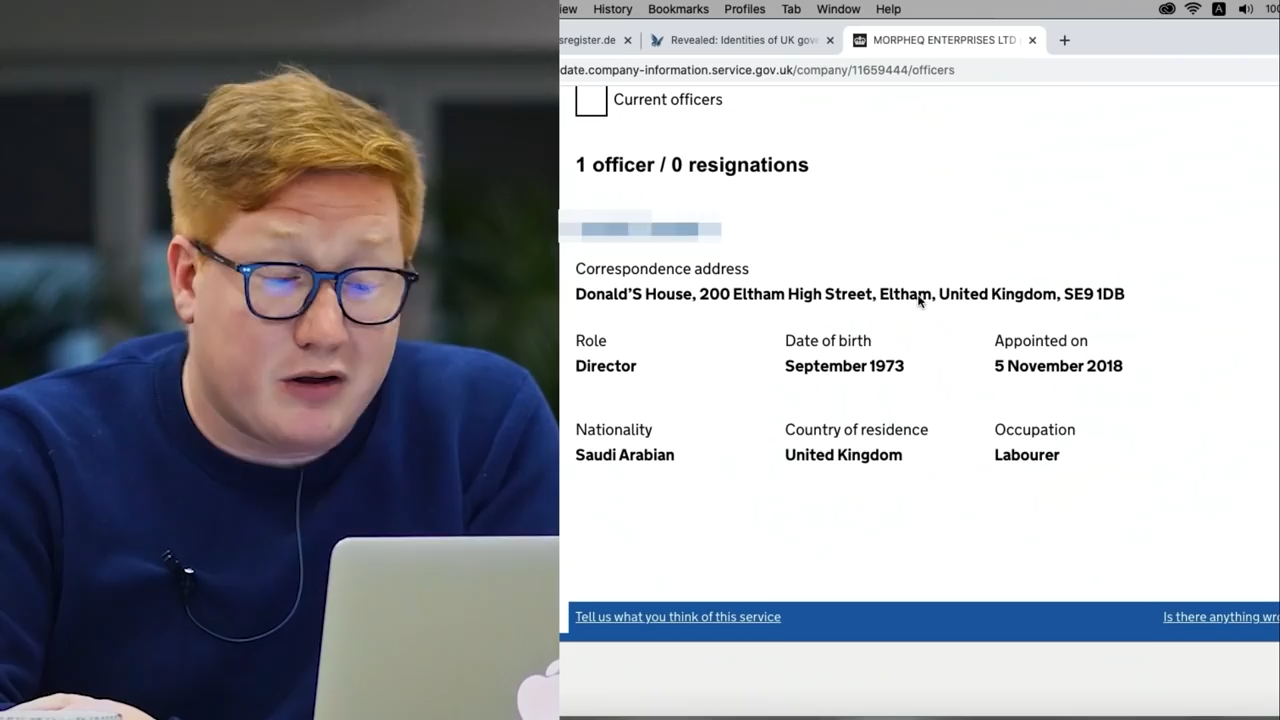 iew History Bookmarks Profiles Tab Window Help A 100
sregister.de Revealed: Identities of UK gov MORPHEQ ENTERPRISES LTD
date.company-information.service.gov.uk/company/11659444/officers
Current officers
1 officer / 0 resignations
Correspondence address
Donald’S House, 200 Eltham High Street, Eltham, United Kingdom, SE9 1DB
Role Date of birth Appointed on
Director September 1973 5 November 2018
Nationality Country of residence Occupation
Saudi Arabian United Kingdom Labourer
Tell us what you think of this service Is there anything wro